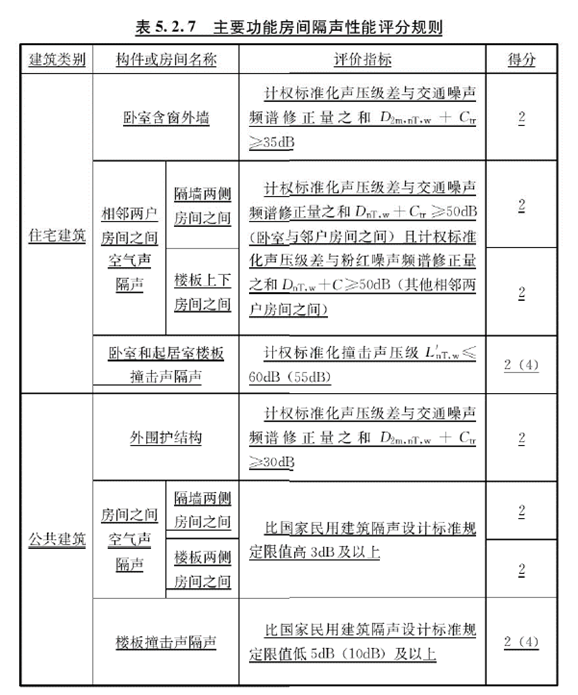 表 5.2.7 主要功能房间隔声性能评分规则
建筑类别 构件或房间名称 评价指标 得分
住宅建筑
卧室含窗外墙
计权标准化声压级差与交通噪声
频谱修正量之和 D2m,nT,w + Ctr
≥35dB
2
相邻两户
房间之间
空气声
隔声
隔墙两侧
房间之间
楼板上下
房间之间
计权标准化声压级差与交通噪声
频谱修正量之和 DnT,w + Ctr ≥50dB
(卧室与邻户房间之间)且计权标准
化声压级差与粉红噪声频谱修正量
之和 DnT,w + C≥50dB(其他相邻两
户房间之间)
2
2
卧室和起居室楼板
撞击声隔声
计权标准化撞击声压级 L′nT,w ≤
60dB(55dB)
2(4)
公共建筑
外围护结构
计权标准化声压级差与交通噪声
频谱修正量之和 D2m,nT,w + Ctr
≥30dB
2
房间之间
空气声
隔声
隔墙两侧
房间之间
楼板两侧
房间之间
比国家民用建筑隔声设计标准规
定限值高 3dB 及以上
2
2
楼板撞击声隔声
比国家民用建筑隔声设计标准规
定限值低 5dB(10dB)及以上
2(4)